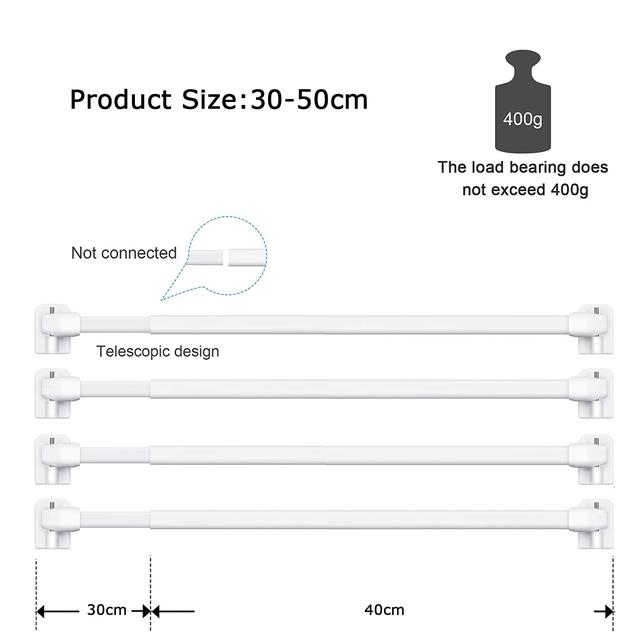 Product Size:30-50cm
400g
The load bearing does
not exceed 400g
Not connected
Telescopic design
30cm
40cm